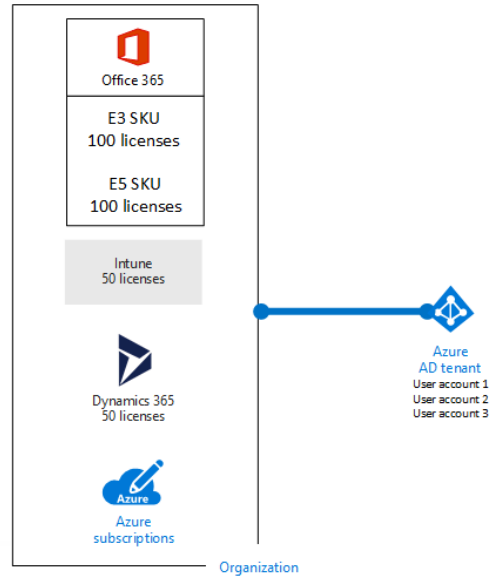 Office 365
E3 SKU
100 licenses
E5 SKU
100 licenses
Intune
50 licenses
Dynamics 365
50 licenses
Azure
Azure
subscriptions
Azure
AD tenant
User account 1
User account 2
User account 3
Organization